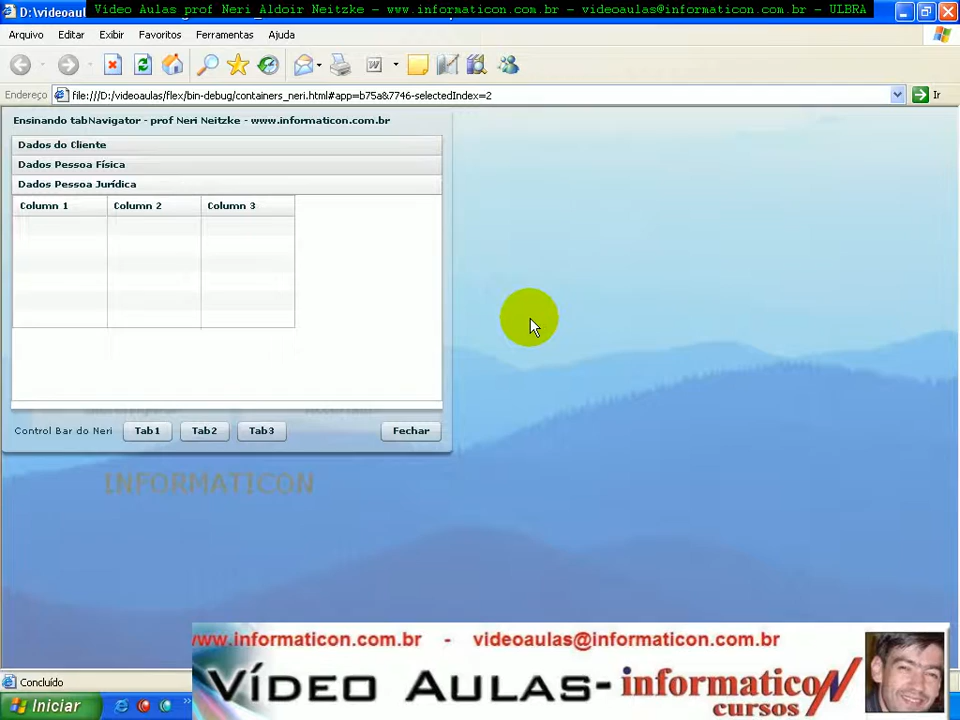 D:\videoaul
Vídeo Aulas prof Neri Aldoir Neitzke - www.informaticon.com.br - videoaulas@informaticon.com.br - ULBRA
Arquivo Editar Exibir Favoritos Ferramentas Ajuda
Endereço file:///D:/videoaulas/flex/bin-debug/containers_neri.html#app=b75a&7746-selectedIndex=2 Ir
Ensinando tabNavigator - prof Neri Neitzke - www.informaticon.com.br
Dados do Cliente
Dados Pessoa Física
Dados Pessoa Jurídica
Column 1 Column 2 Column 3
Control Bar do Neri Tab1 Tab2 Tab3 Fechar
INFORMATICON
www.informaticon.com.br - videoaulas@informaticon.com.br
Concluído
VÍDEO AULAS- informaticoN
cursos
Iniciar